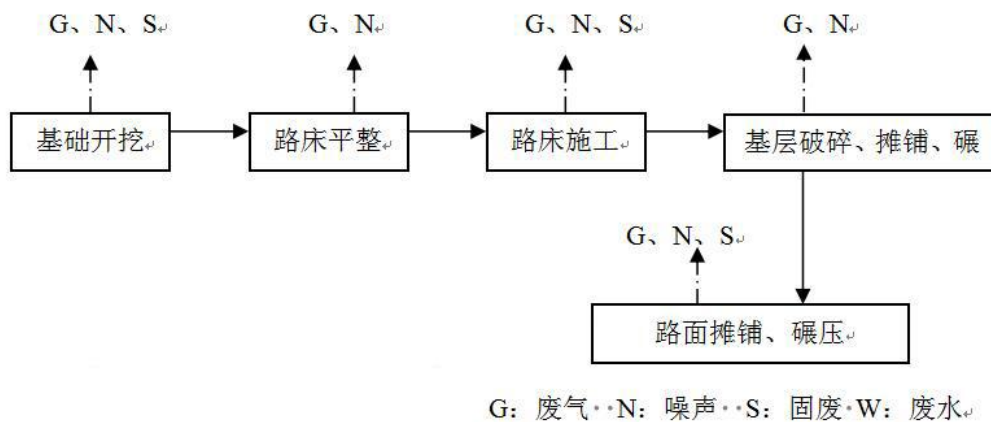 G、N、S
G、N
G、N、S
G、N
基础开挖
路床平整
路床施工
基层破碎、摊铺、碾
G、N、S
路面摊铺、碾压
G：废气··N：噪声··S：固废·W：废水